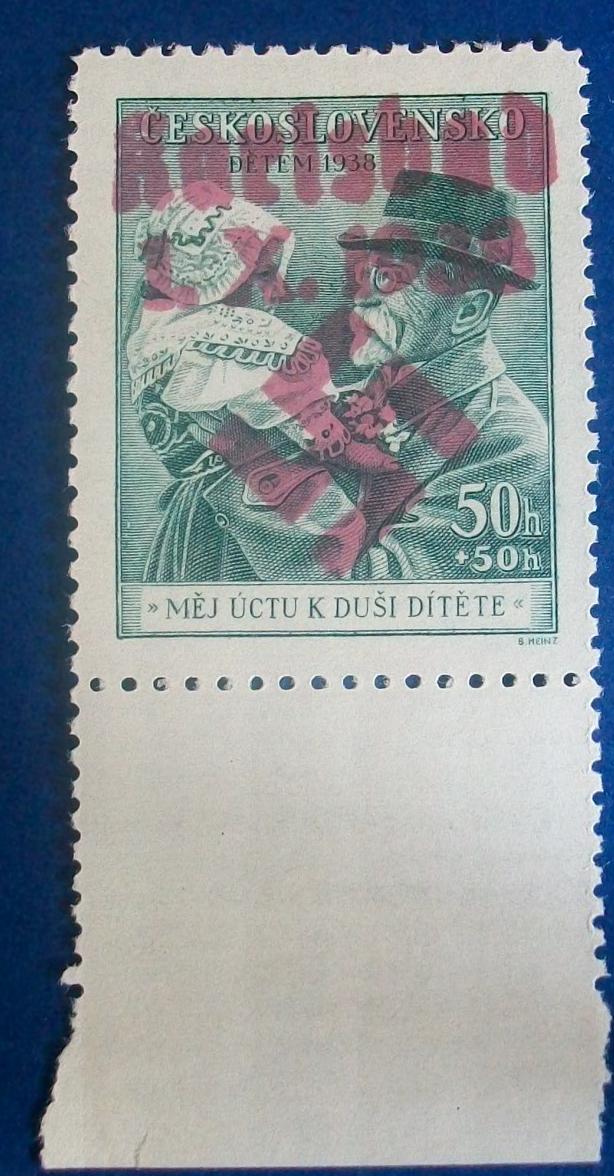 ČESKOSLOVENSKO
DĚTEM 1938
50h
+50h
» MĚJ ÚCTU K DUŠI DÍTĚTE «
B. HEINZ